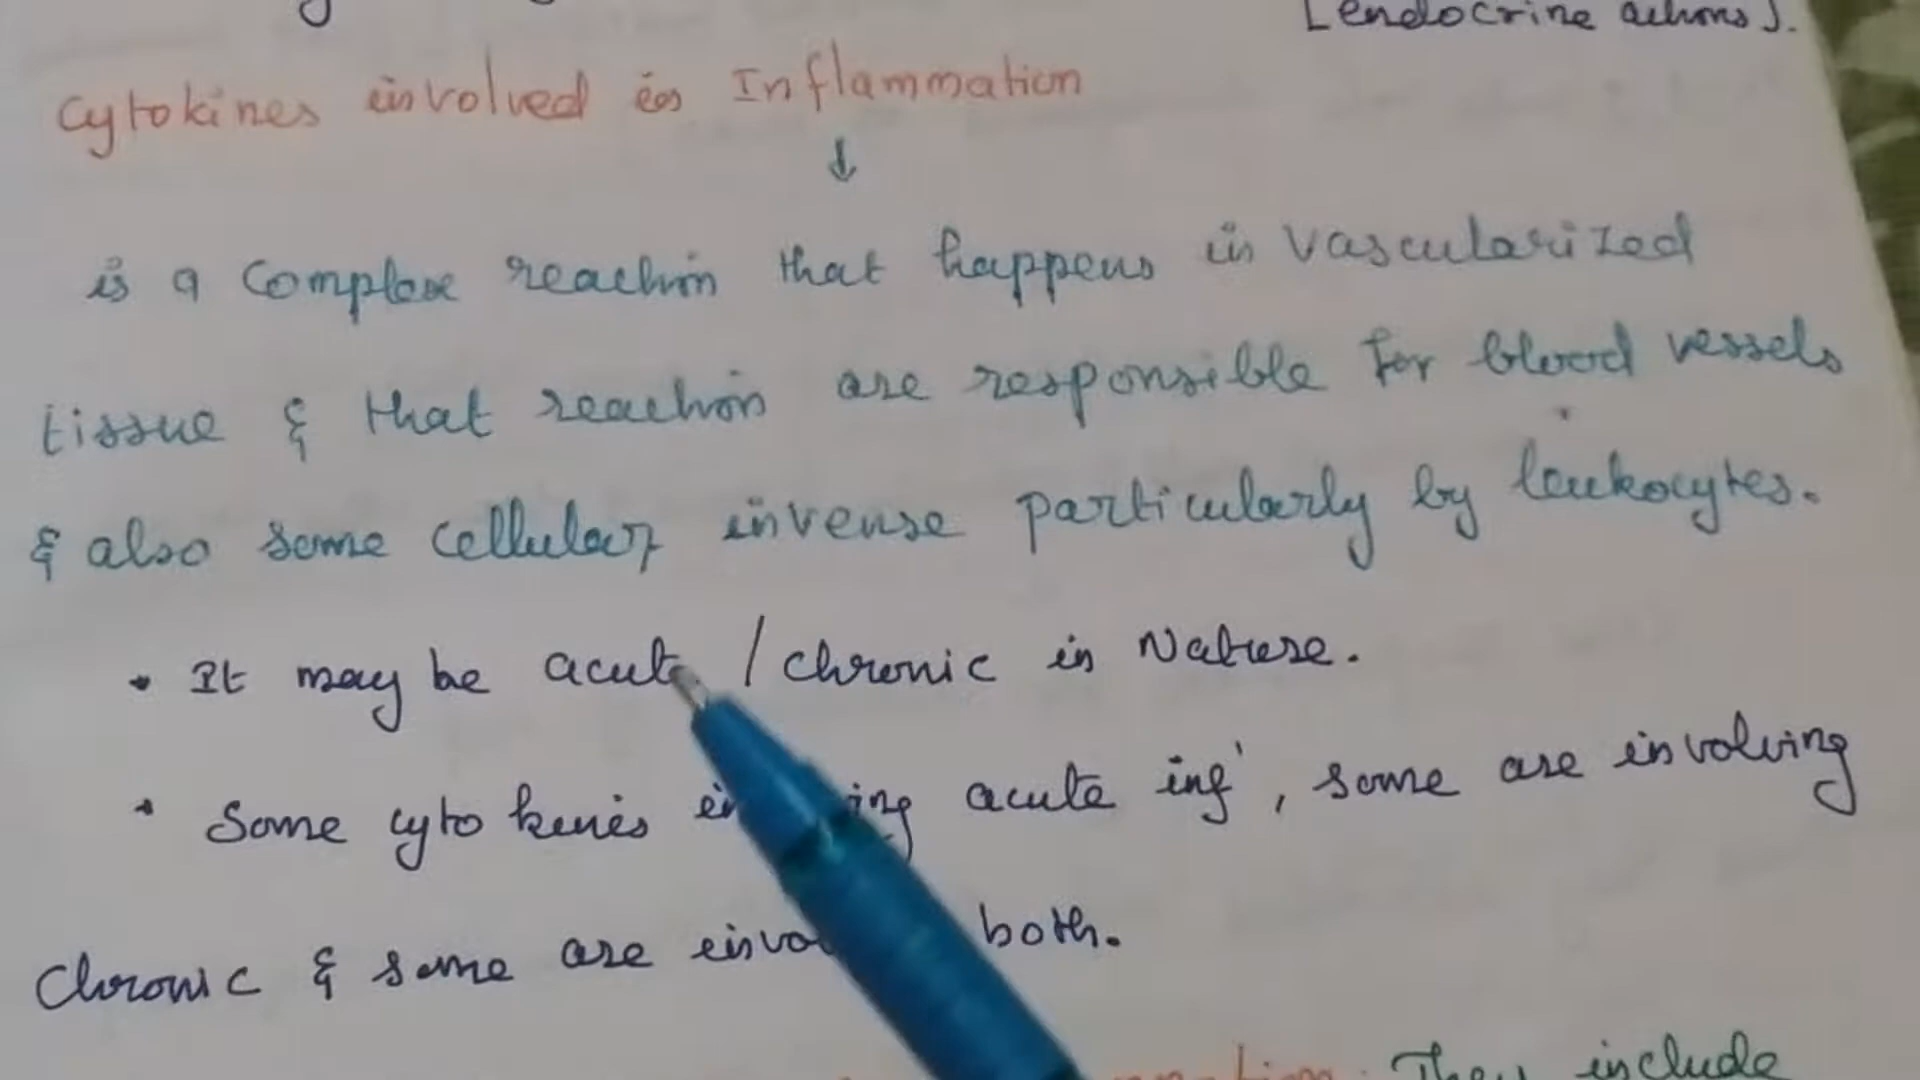 [endocrine actions].
Cytokines involved in Inflammation
↓
is a Complex reaction that happens in Vascularized
tissue & that reaction are responsible for blood vessels
& also some cellular invense particularly by leukocytes.
• It may be acute / chronic in Nature.
• Some cytokenes acute inf', some are involving
Chronic & some are both.
They include